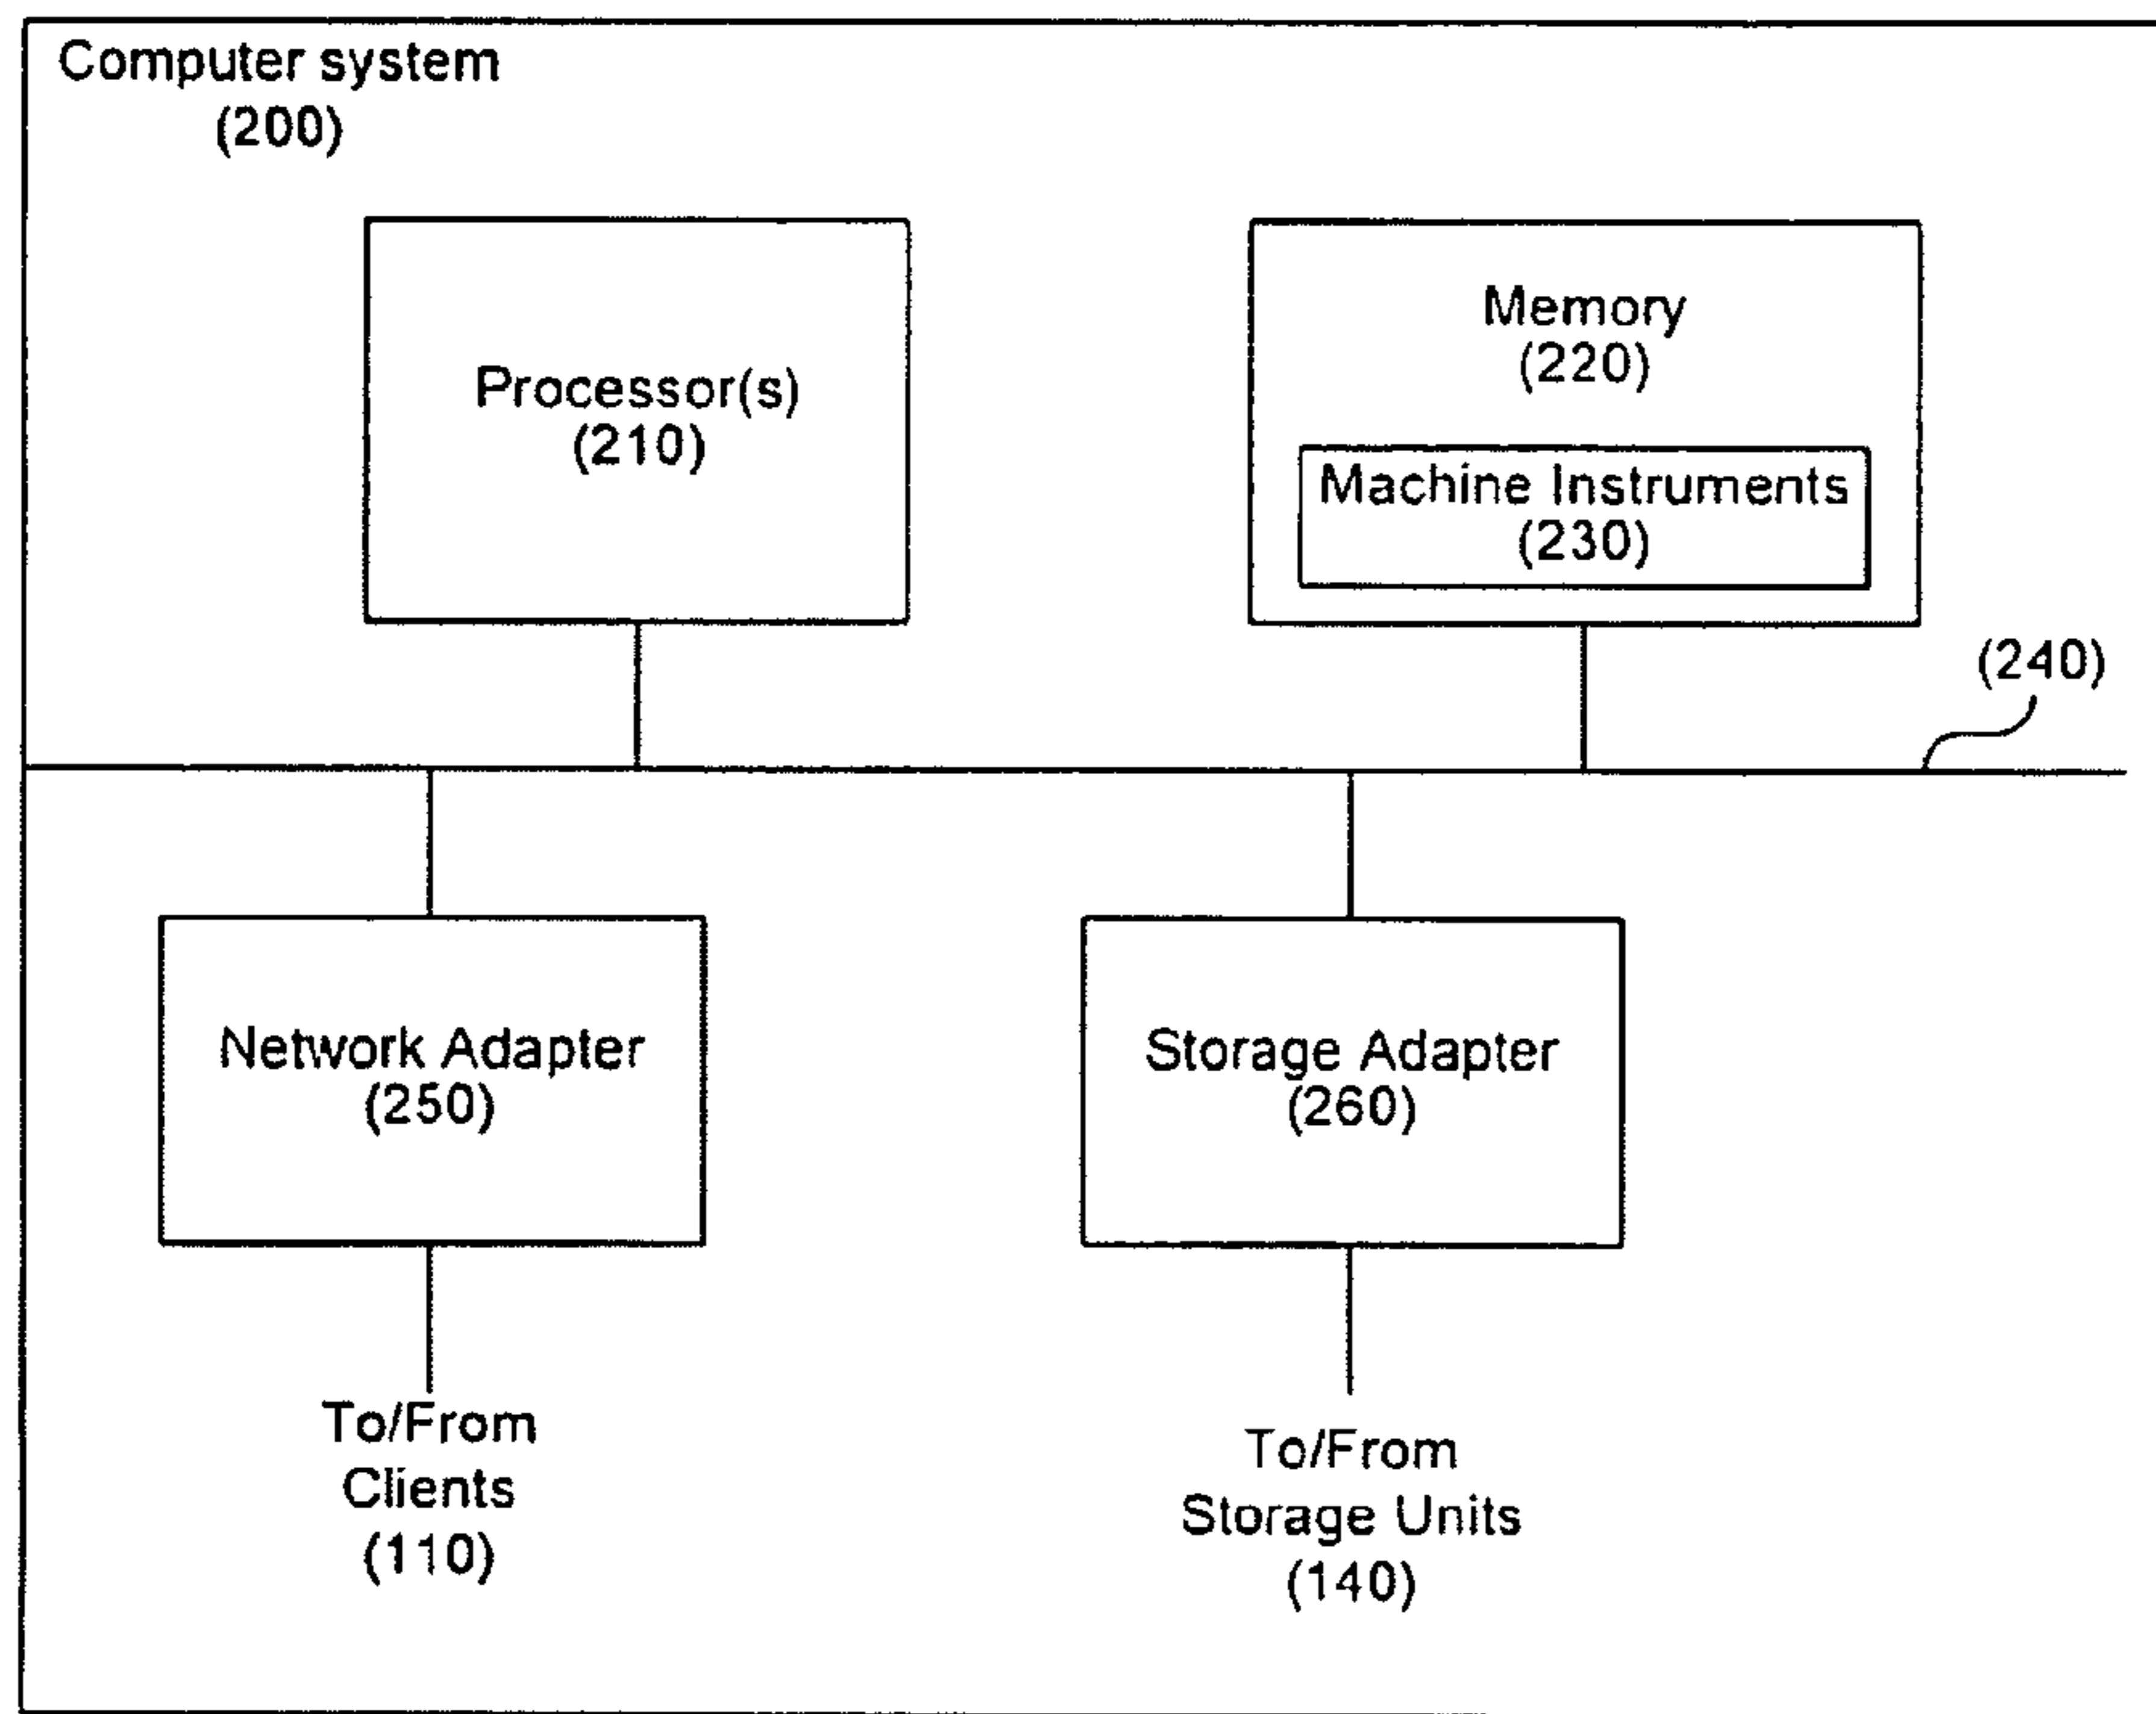 Computer system
(200)
Processor(s)
(210)
Memory
(220)
Machine Instruments
(230)
(240)
Network Adapter
(250)
Storage Adapter
(260)
To/From
Clients
(110)
To/From
Storage Units
(140)